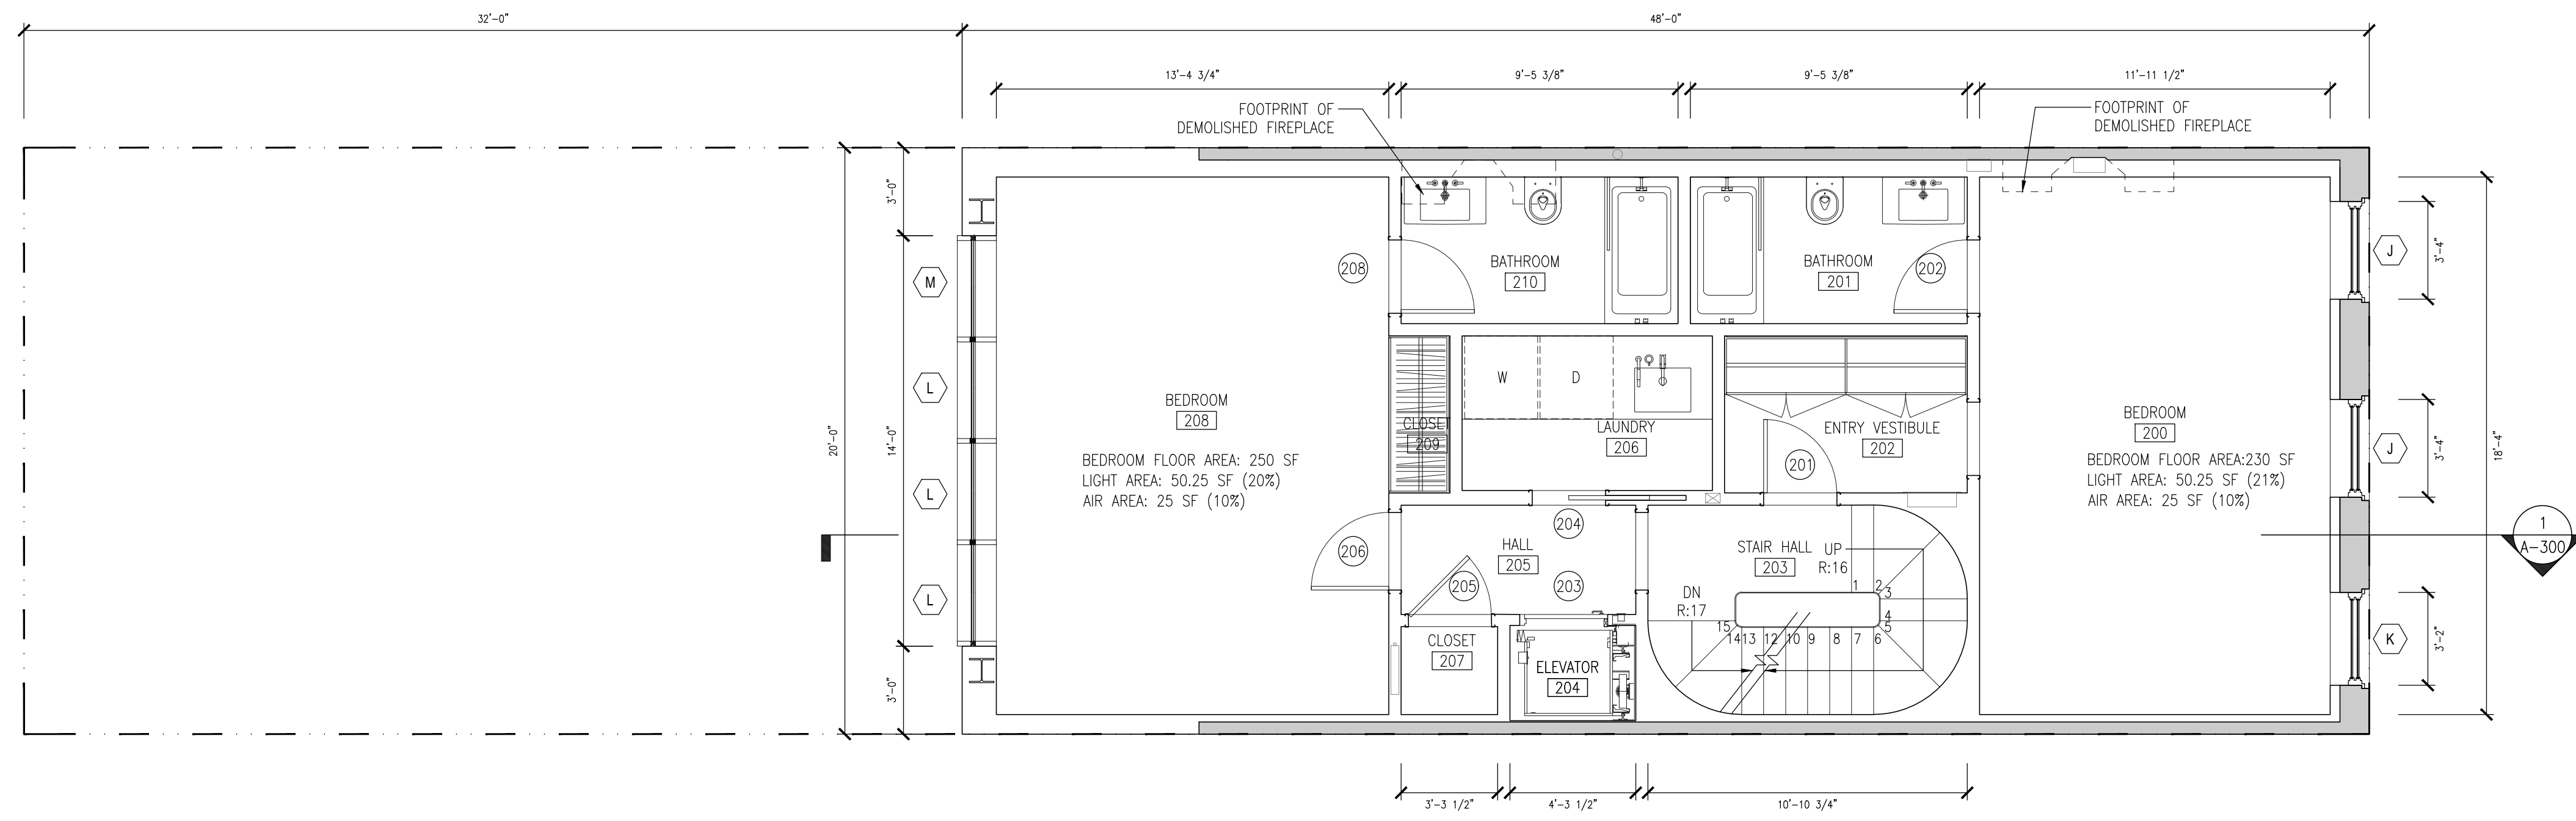 32'-0"
48'-0"
13'-4 3/4"
9'-5 3/8"
9'-5 3/8"
11'-11 1/2"
FOOTPRINT OF
DEMOLISHED FIREPLACE
FOOTPRINT OF
DEMOLISHED FIREPLACE
3'-0"
14'-0"
3'-0"
20'-0"
M
L
L
L
BEDROOM
208
BEDROOM FLOOR AREA: 250 SF
LIGHT AREA: 50.25 SF (20%)
AIR AREA: 25 SF (10%)
208
BATHROOM
210
BATHROOM
201
202
CLOSET
209
W
D
LAUNDRY
206
ENTRY VESTIBULE
202
201
206
HALL
205
204
203
205
CLOSET
207
ELEVATOR
204
STAIR HALL
203
UP
R:16
DN
R:17
1
2
3
4
5
6
7
8
9
10
12
13
14
15
BEDROOM
200
BEDROOM FLOOR AREA:230 SF
LIGHT AREA: 50.25 SF (21%)
AIR AREA: 25 SF (10%)
J
3'-4"
J
3'-4"
K
3'-2"
18'-4"
1
A-300
3'-3 1/2"
4'-3 1/2"
10'-10 3/4"